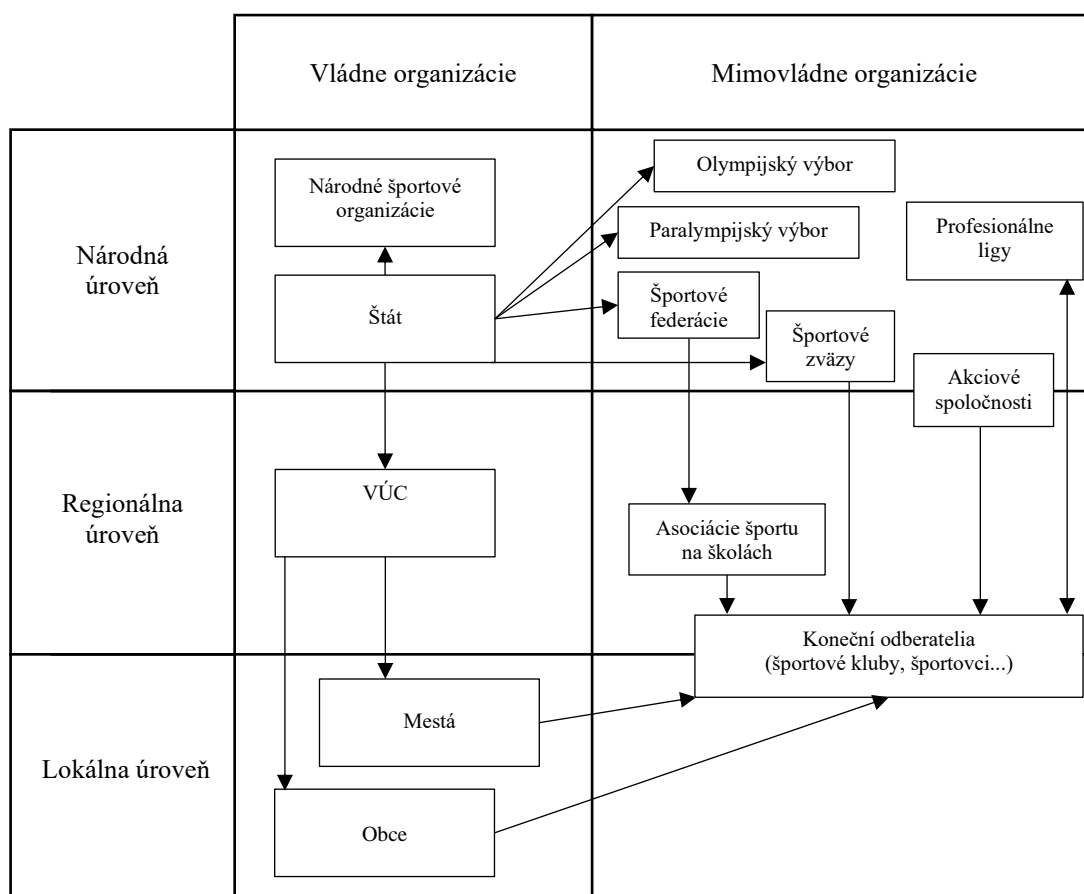 Vládne organizácie
Mimovládne organizácie
Národná
úroveň
Národné športové
organizácie
Štát
Olympijský výbor
Paralympijský výbor
Športové
federácie
Športové
zväzy
Profesionálne
ligy
Akciové
spoločnosti
Regionálna
úroveň
VÚC
Asociácie športu
na školách
Koneční odberatelia
(športové kluby, športovci...)
Lokálna úroveň
Mestá
Obce